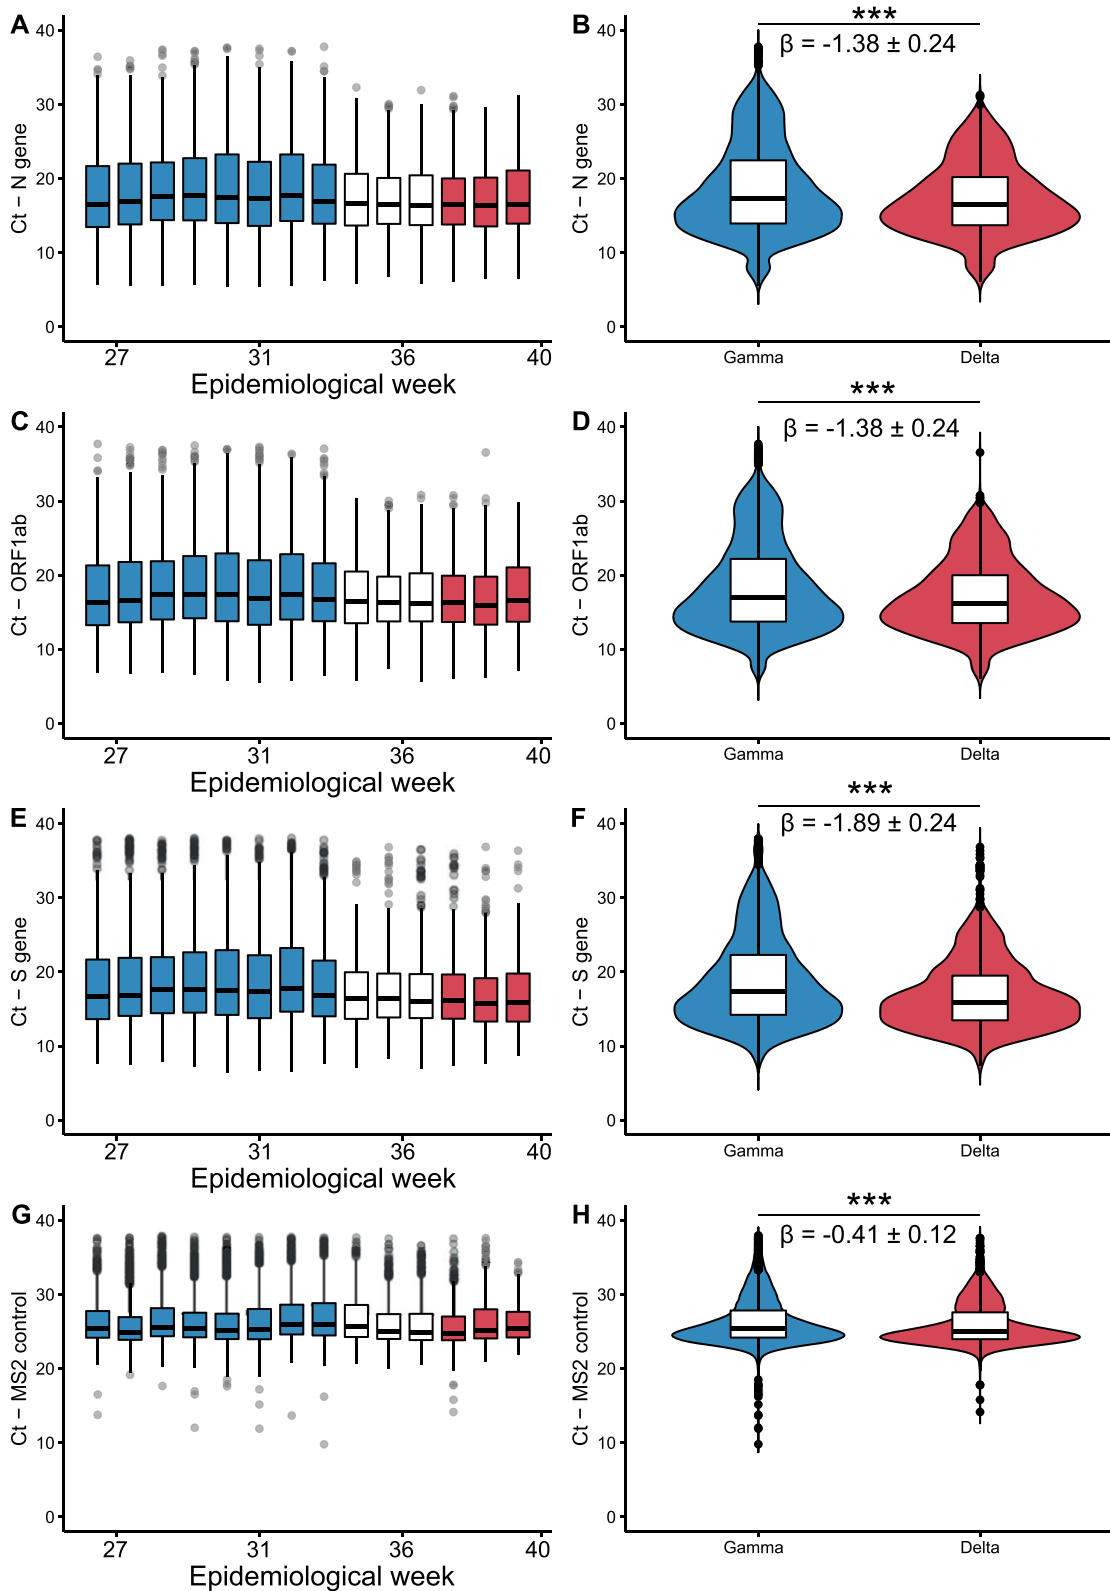 A
Ct − N gene
40
30
20
10
0
27 31 36 40
Epidemiological week
B
***
β = -1.38 ± 0.24
Ct − N gene
40
30
20
10
0
Gamma Delta
C
Ct − ORF1ab
40
30
20
10
0
27 31 36 40
Epidemiological week
D
***
β = -1.38 ± 0.24
Ct − ORF1ab
40
30
20
10
0
Gamma Delta
E
Ct − S gene
40
30
20
10
0
27 31 36 40
Epidemiological week
F
***
β = -1.89 ± 0.24
Ct − S gene
40
30
20
10
0
Gamma Delta
G
Ct − MS2 control
40
30
20
10
0
27 31 36 40
Epidemiological week
H
***
β = -0.41 ± 0.12
Ct − MS2 control
40
30
20
10
0
Gamma Delta